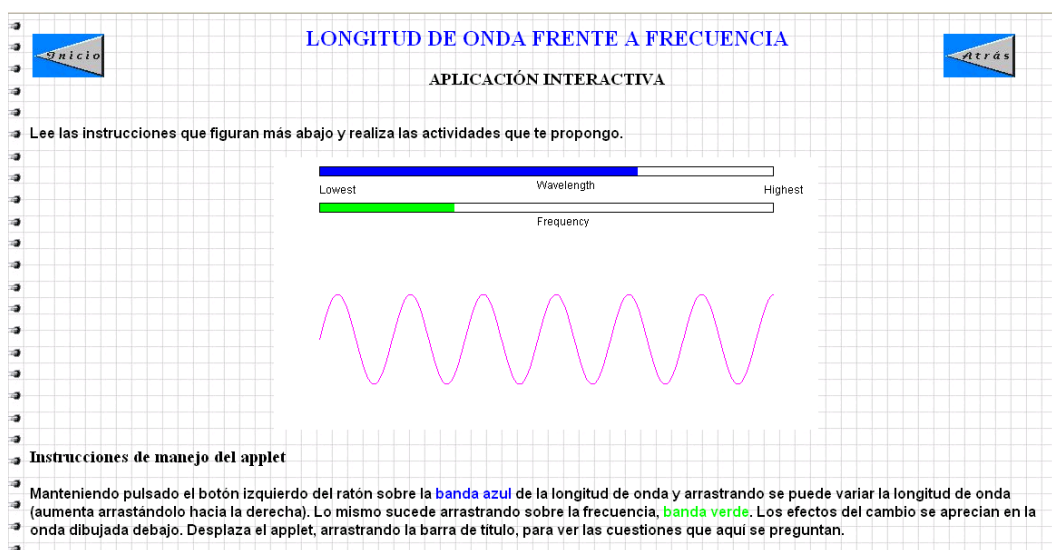 Inicio
LONGITUD DE ONDA FRENTE A FRECUENCIA
Atrás
APLICACIÓN INTERACTIVA
Lee las instrucciones que figuran más abajo y realiza las actividades que te propongo.
Wavelength
Lowest
Highest
Frequency
Instrucciones de manejo del applet
Manteniendo pulsado el botón izquierdo del ratón sobre la banda azul de la longitud de onda y arrastrando se puede variar la longitud de onda
(aumenta arrastándolo hacia la derecha). Lo mismo sucede arrastrando sobre la frecuencia, banda verde. Los efectos del cambio se aprecian en la
onda dibujada debajo. Desplaza el applet, arrastrando la barra de título, para ver las cuestiones que aquí se preguntan.